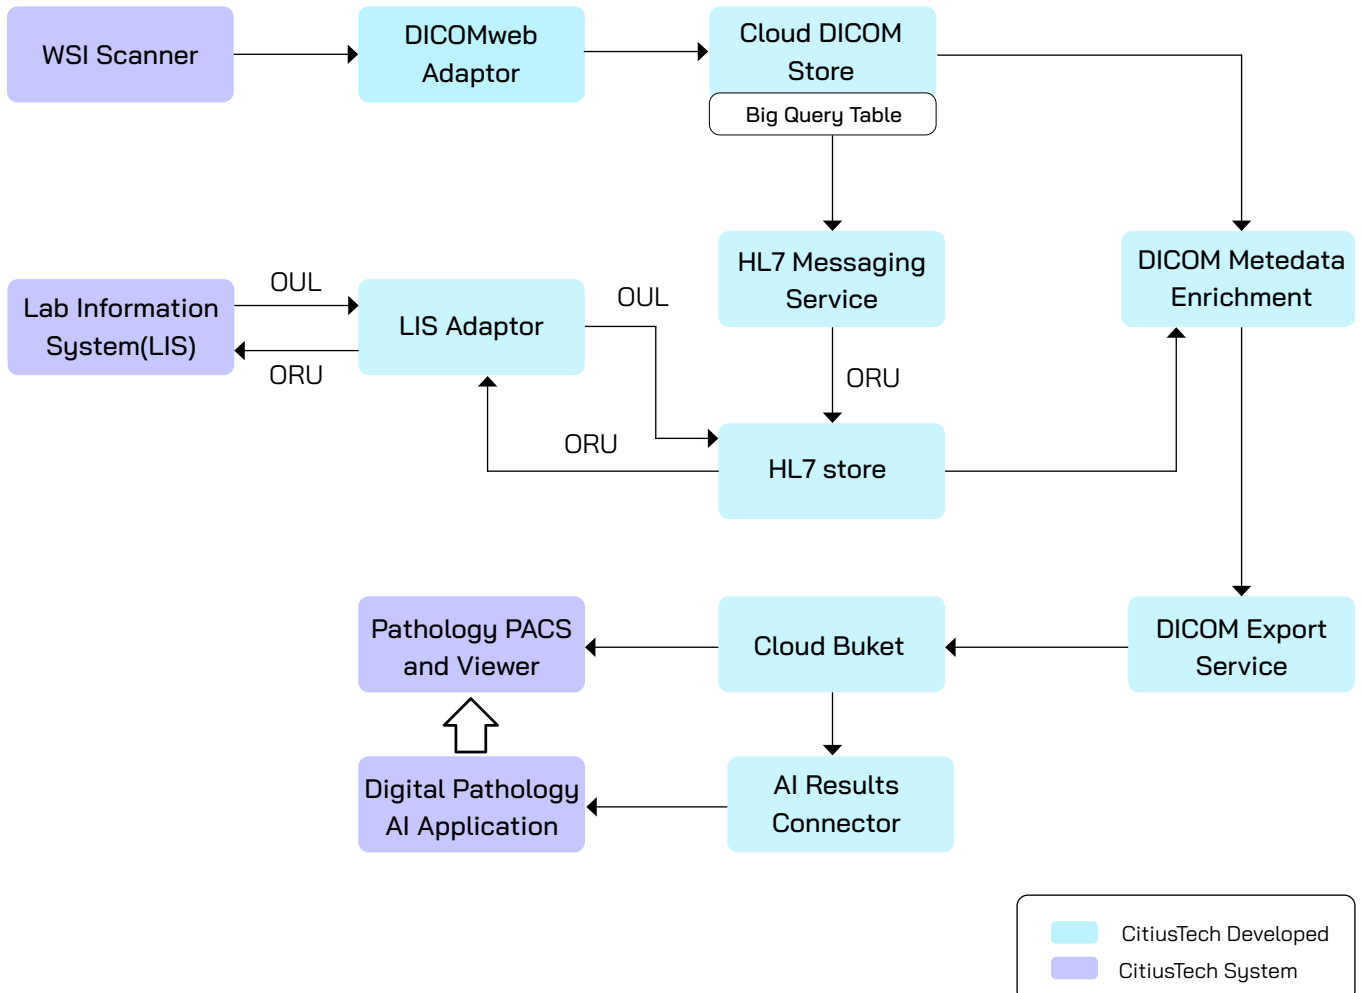 WSI Scanner
DICOMweb
Adaptor
Cloud DICOM
Store
Big Query Table
HL7 Messaging
Service
DICOM Metedata
Enrichment
OUL
Lab Information
System(LIS)
ORU
LIS Adaptor
OUL
ORU
ORU
HL7 store
Pathology PACS
and Viewer
Cloud Buket
DICOM Export
Service
Digital Pathology
AI Application
AI Results
Connector
CitiusTech Developed
CitiusTech System